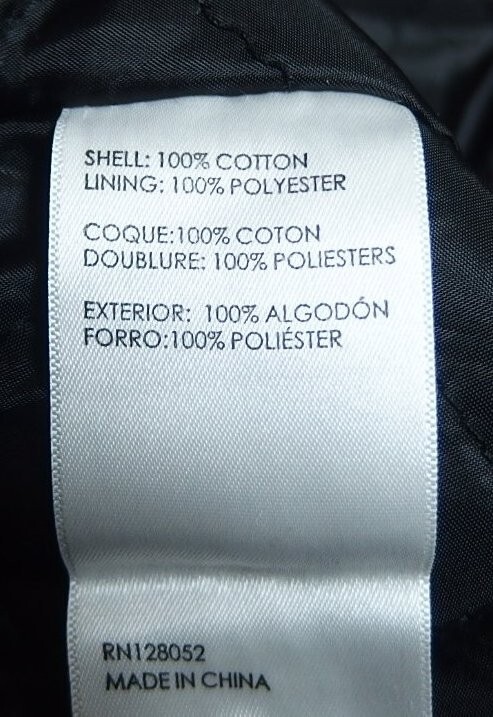 SHELL: 100% COTTON
LINING: 100% POLYESTER
COQUE:100% COTON
DOUBLURE: 100% POLIESTERS
EXTERIOR: 100% ALGODÓN
FORRO:100% POLIÉSTER
RN128052
MADE IN CHINA